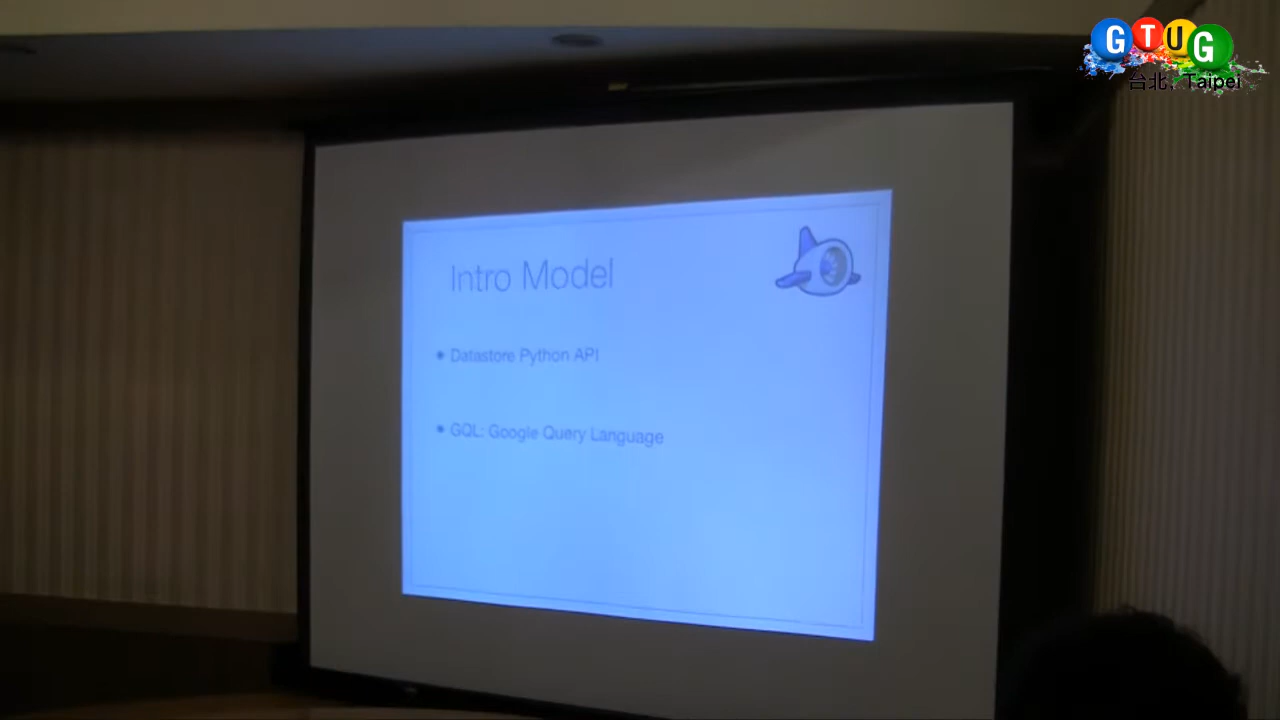 GTUG
台北, Taipei
Intro Model
• Datastore Python API
• GQL: Google Query Language